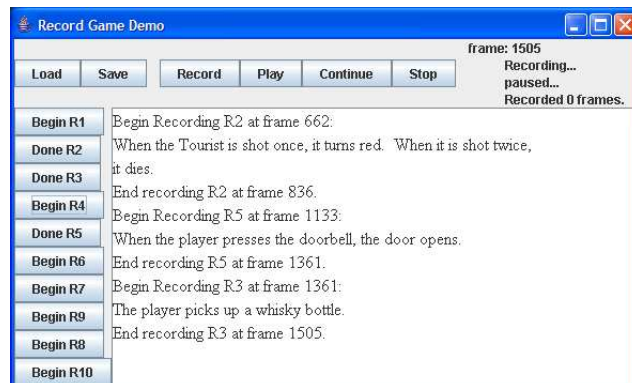 Record Game Demo
frame: 1505
Load Save Record Play Continue Stop
Recording...
paused...
Recorded 0 frames.
Begin R1
Done R2
Done R3
Begin R4
Done R5
Begin R6
Begin R7
Begin R9
Begin R8
Begin R10
Begin Recording R2 at frame 662:
When the Tourist is shot once, it turns red. When it is shot twice,
it dies.
End recording R2 at frame 836.
Begin Recording R5 at frame 1133:
When the player presses the doorbell, the door opens.
End recording R5 at frame 1361.
Begin Recording R3 at frame 1361:
The player picks up a whisky bottle.
End recording R3 at frame 1505.